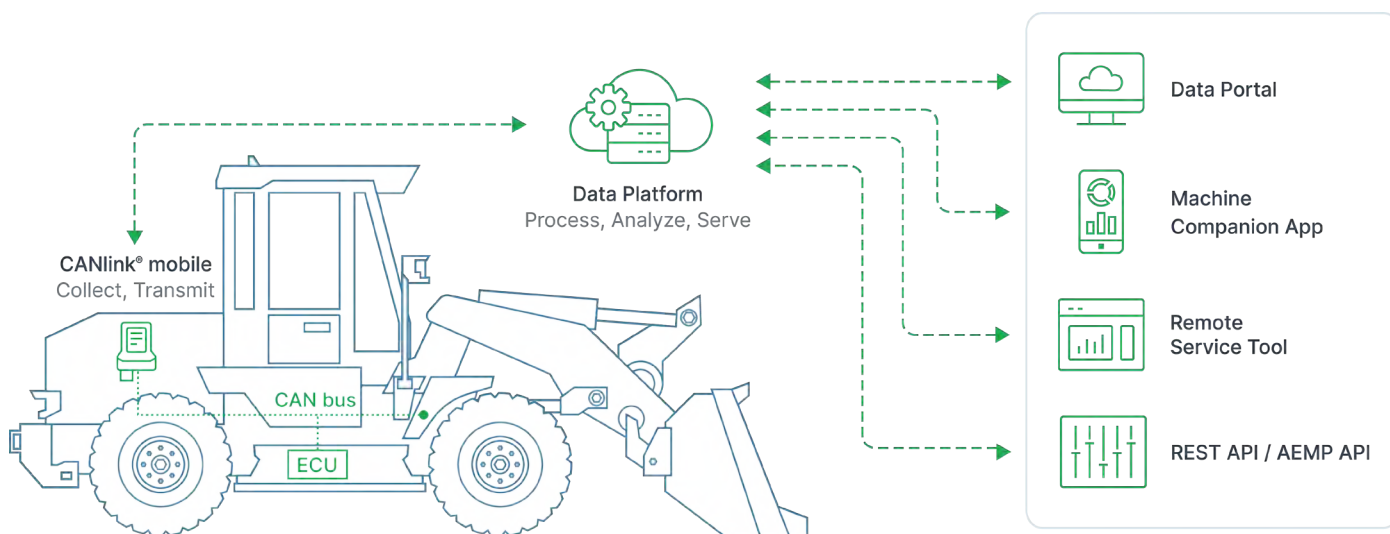 Data Platform
Process, Analyze, Serve
CANlink® mobile
Collect, Transmit
CAN bus
ECU
Data Portal
Machine
Companion App
Remote
Service Tool
REST API / AEMP API